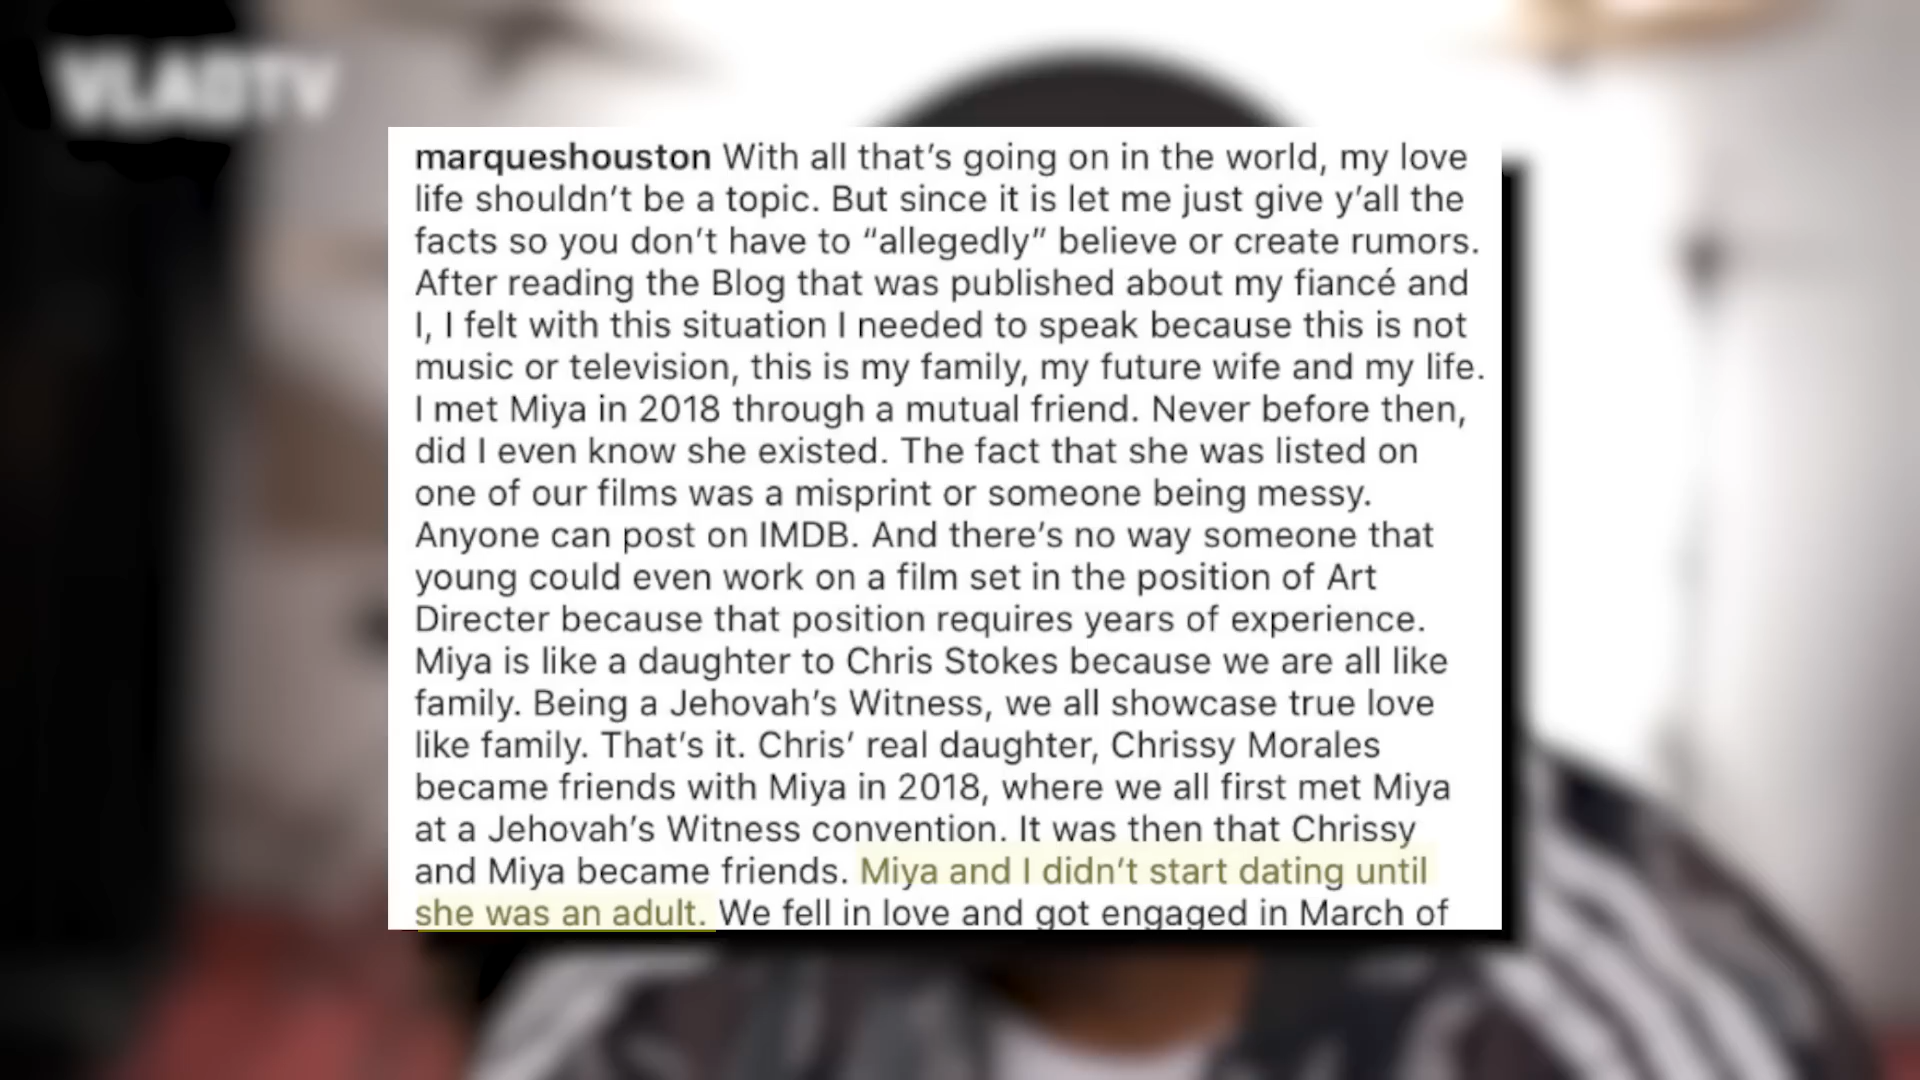 VLADTV
marqueshouston With all that's going on in the world, my love
life shouldn't be a topic. But since it is let me just give y'all the
facts so you don't have to “allegedly” believe or create rumors.
After reading the Blog that was published about my fiancé and
I, I felt with this situation I needed to speak because this is not
music or television, this is my family, my future wife and my life.
I met Miya in 2018 through a mutual friend. Never before then,
did I even know she existed. The fact that she was listed on
one of our films was a misprint or someone being messy.
Anyone can post on IMDB. And there's no way someone that
young could even work on a film set in the position of Art
Directer because that position requires years of experience.
Miya is like a daughter to Chris Stokes because we are all like
family. Being a Jehovah's Witness, we all showcase true love
like family. That's it. Chris' real daughter, Chrissy Morales
became friends with Miya in 2018, where we all first met Miya
at a Jehovah's Witness convention. It was then that Chrissy
and Miya became friends. Miya and I didn't start dating until
she was an adult. We fell in love and got engaged in March of